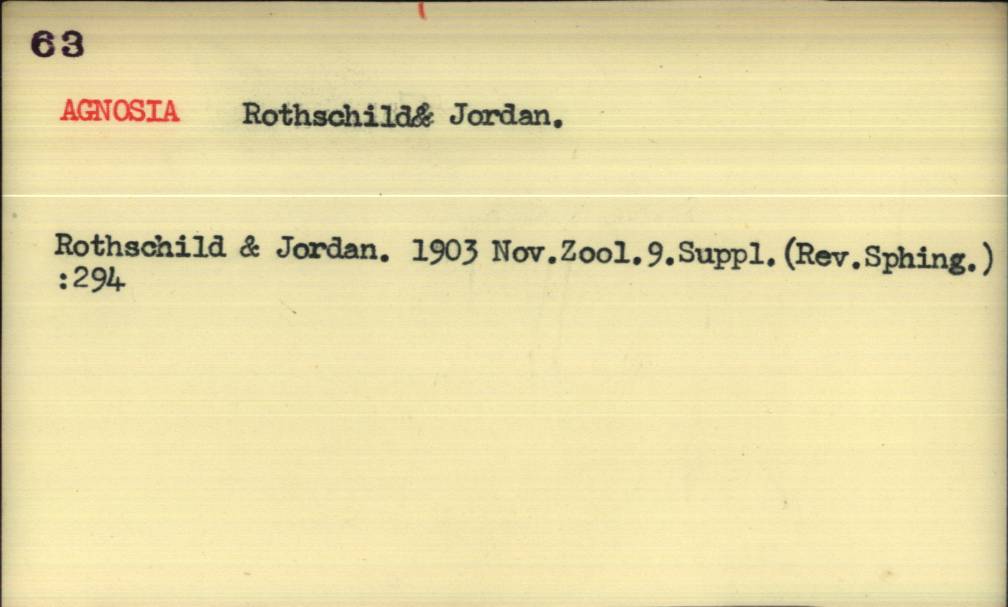 63
AGNOSIA Rothschild& Jordan.
Rothschild & Jordan. 1903 Nov.Zool.9.Suppl.(Rev.Sphing.)
:294